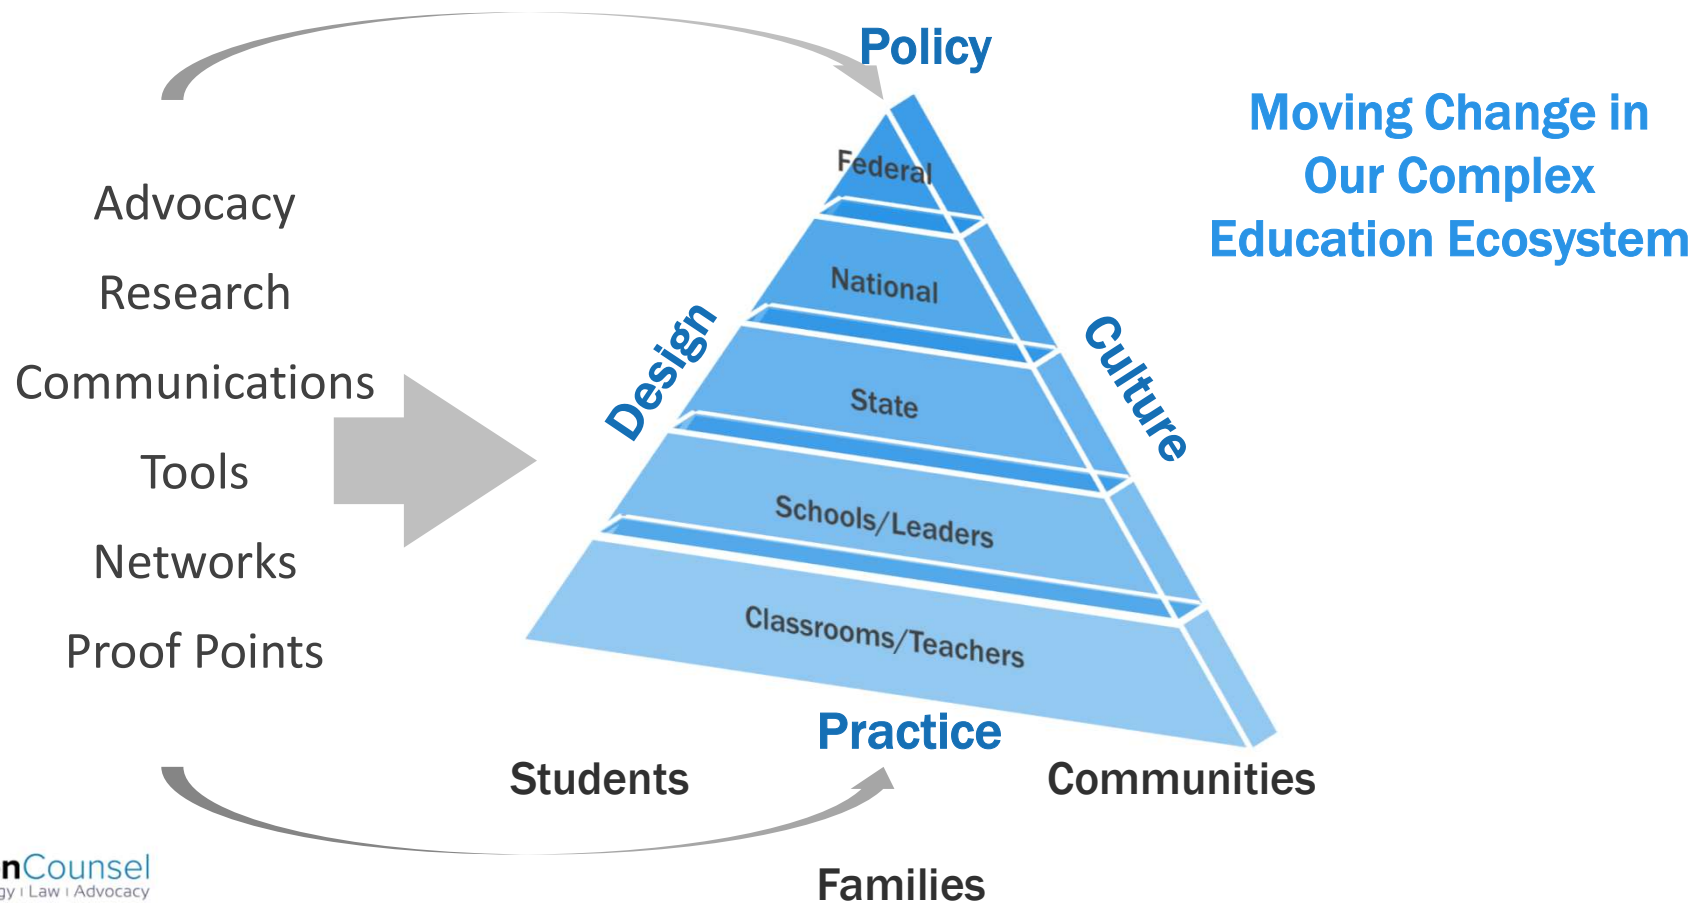 Policy
Moving Change in
Our Complex
Education Ecosystem
Advocacy
Research
Communications
Tools
Networks
Proof Points
Design
Culture
Federal
National
State
Schools/Leaders
Classrooms/Teachers
Practice
Students
Communities
Families
nCounsel
gy | Law | Advocacy